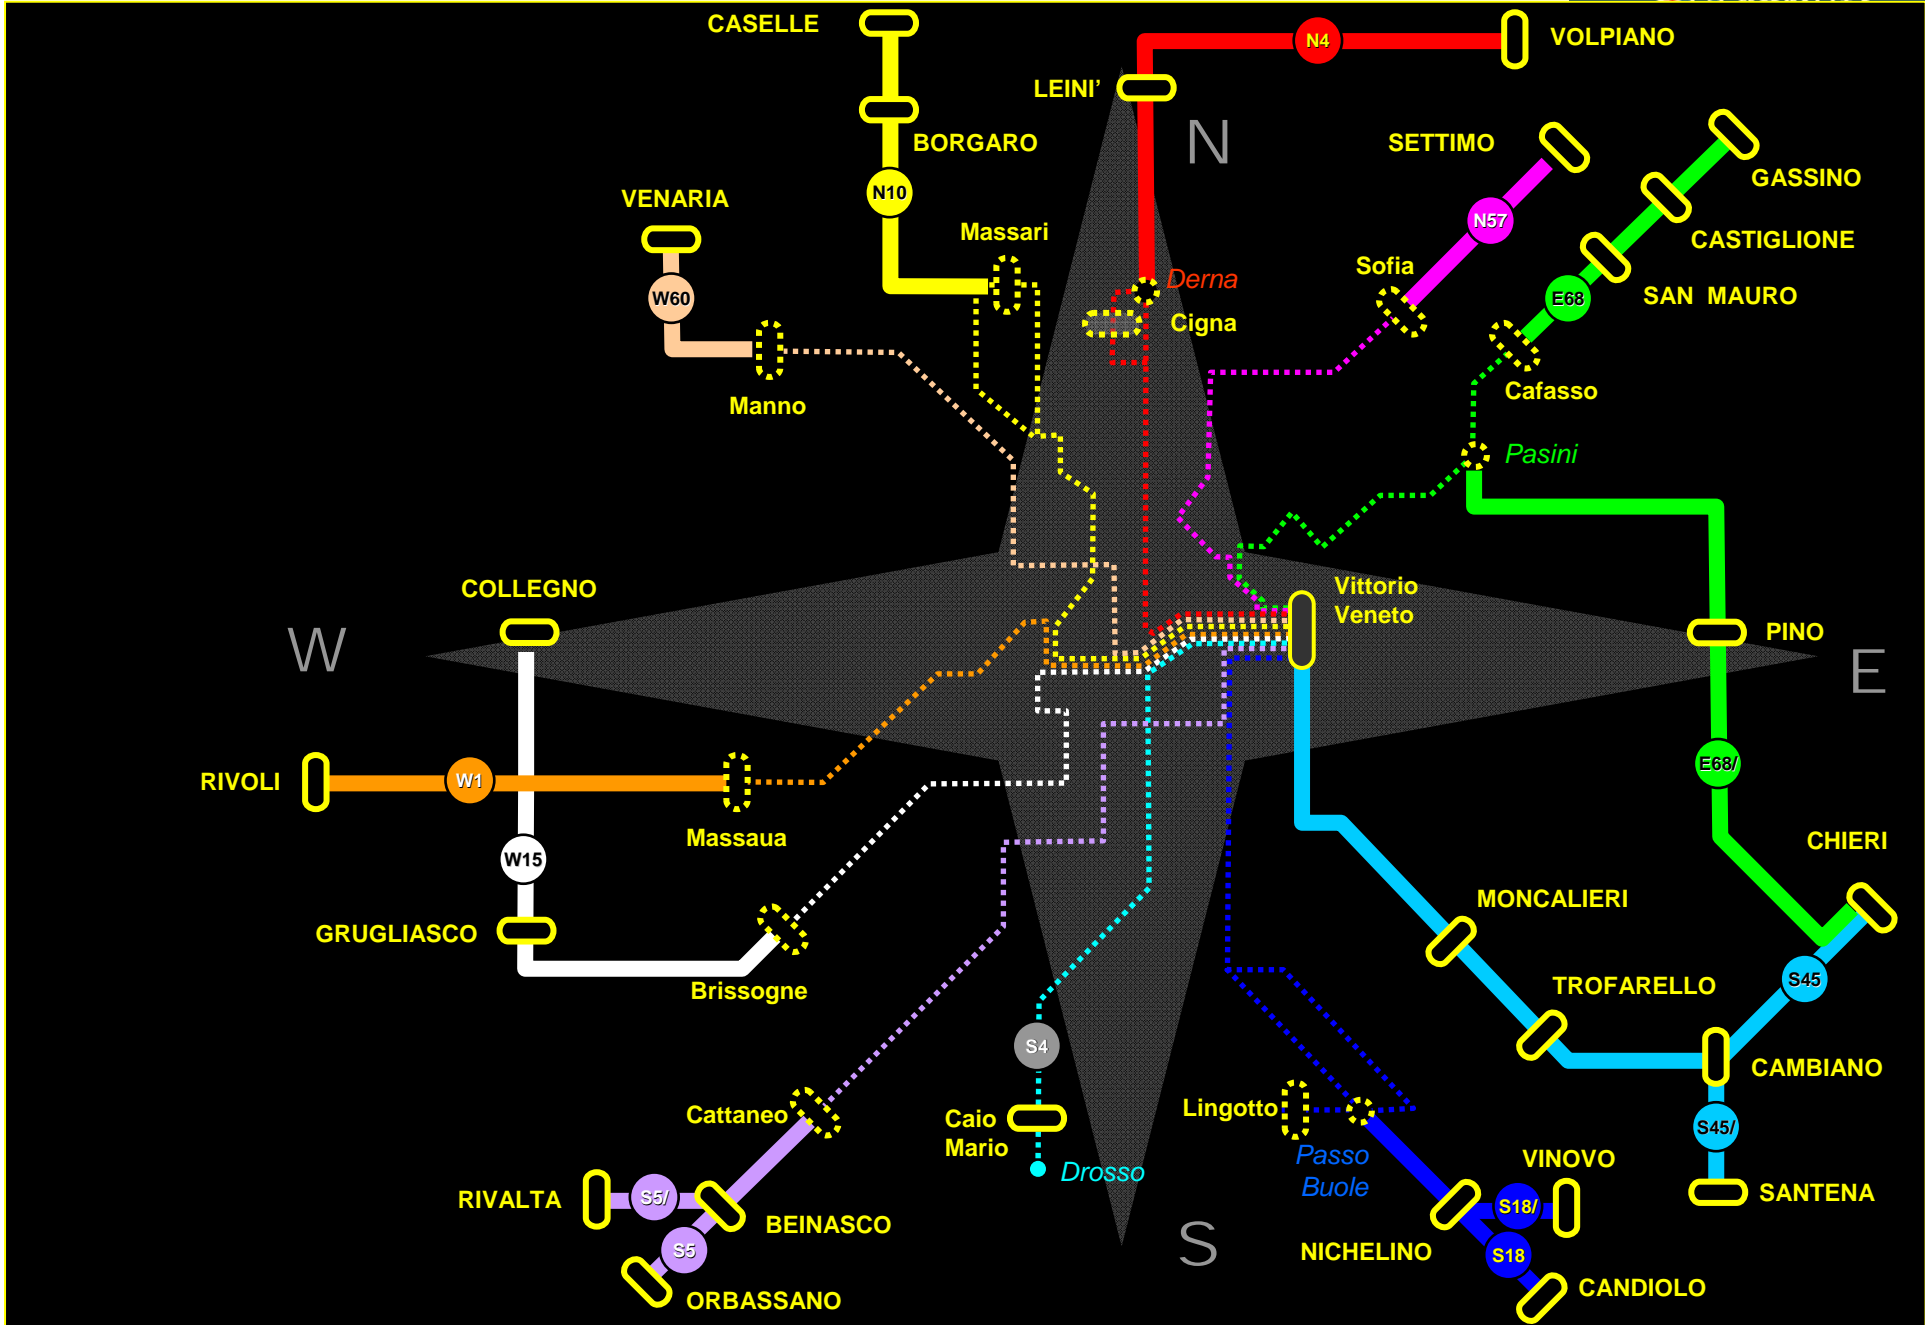 CASELLE
N4
VOLPIANO
LEINI'
N
BORGARO
SETTIMO
GASSINO
VENARIA
N10
N57
Massari
CASTIGLIONE
Sofia
Derna
W60
E68
SAN MAURO
Cigna
Manno
Cafasso
Pasini
COLLEGNO
Vittorio
Veneto
W
PINO
E
RIVOLI
W1
E68/
Massaua
CHIERI
W15
MONCALIERI
GRUGLIASCO
S45
Brissogne
TROFARELLO
S4
CAMBIANO
Cattaneo
Caio
Mario
Lingotto
S45/
Passo
Buole
VINOVO
Drosso
RIVALTA
S5/
SANTENA
BEINASCO
S18/
S
S5
NICHELINO
S18
CANDIOLO
ORBASSANO